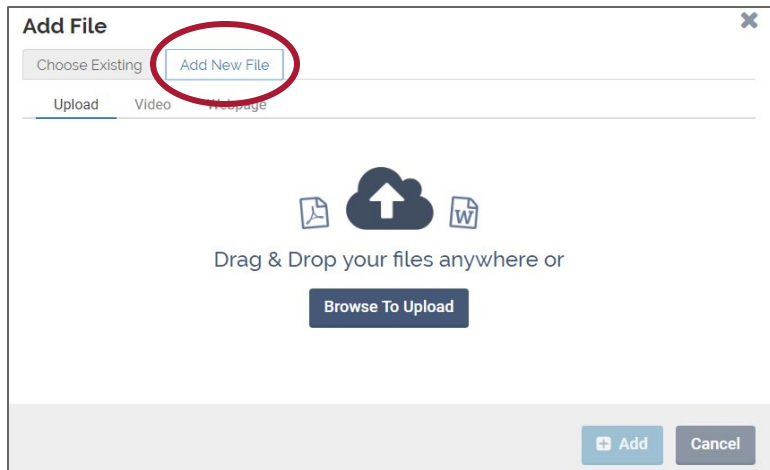 Add File
Choose Existing Add New File
Upload Video Webpage
W
Drag & Drop your files anywhere or
Browse To Upload
Add Cancel